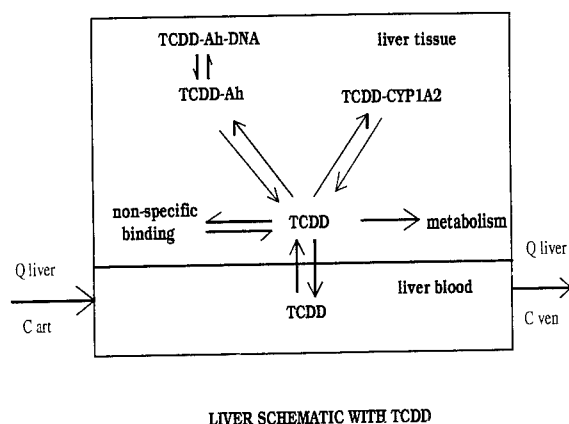 TCDD-Ah-DNA
liver tissue
TCDD-Ah
TCDD-CYP1A2
non-specific
binding
TCDD
metabolism
Q liver
Q liver
liver blood
TCDD
C art
C ven
LIVER SCHEMATIC WITH TCDD